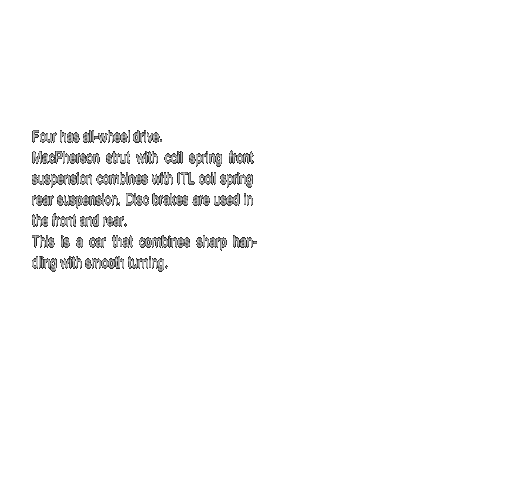 Four has all-wheel drive.
MacPherson strut with coil spring front
suspension combines with ITL coil spring
rear suspension. Disc brakes are used in
the front and rear.
This is a car that combines sharp han-
dling with smooth turning.